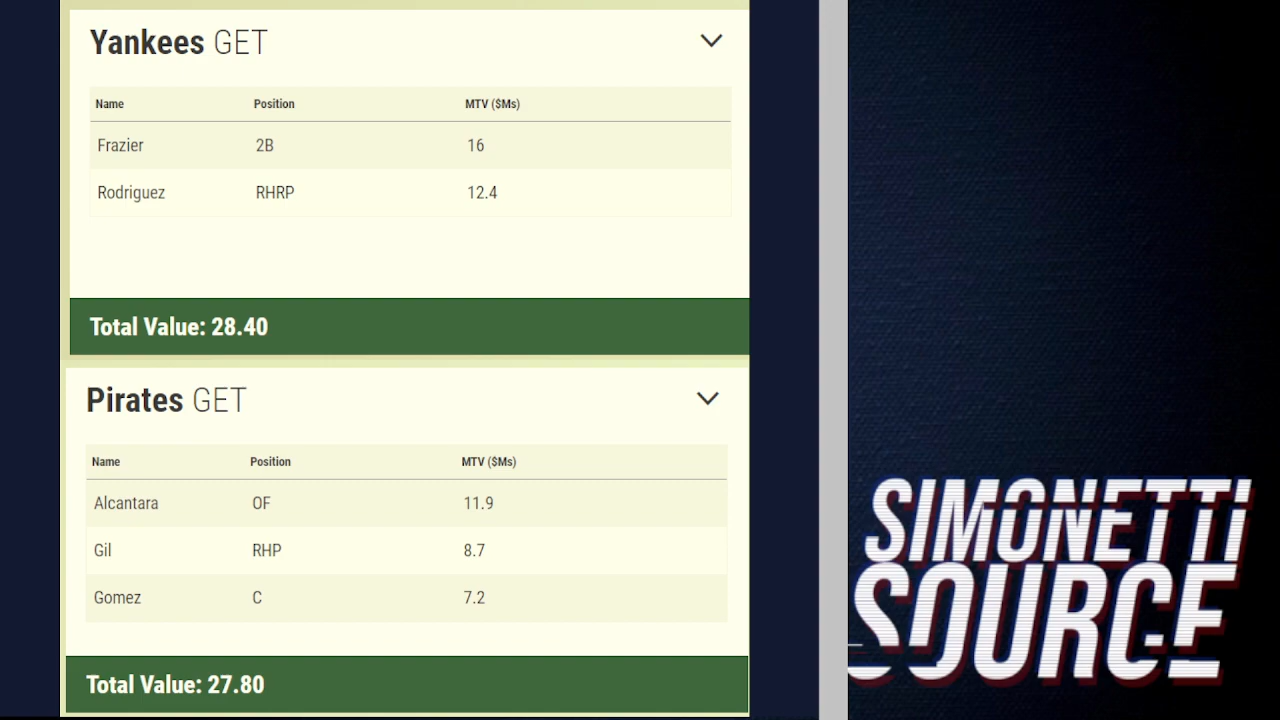 Yankees GET
Name Position MTV ($Ms)
Frazier 2B 16
Rodriguez RHRP 12.4
Total Value: 28.40
Pirates GET
Name Position MTV ($Ms)
Alcantara OF 11.9
Gil RHP 8.7
Gomez C 7.2
Total Value: 27.80
SIMONETTI
SOURCE